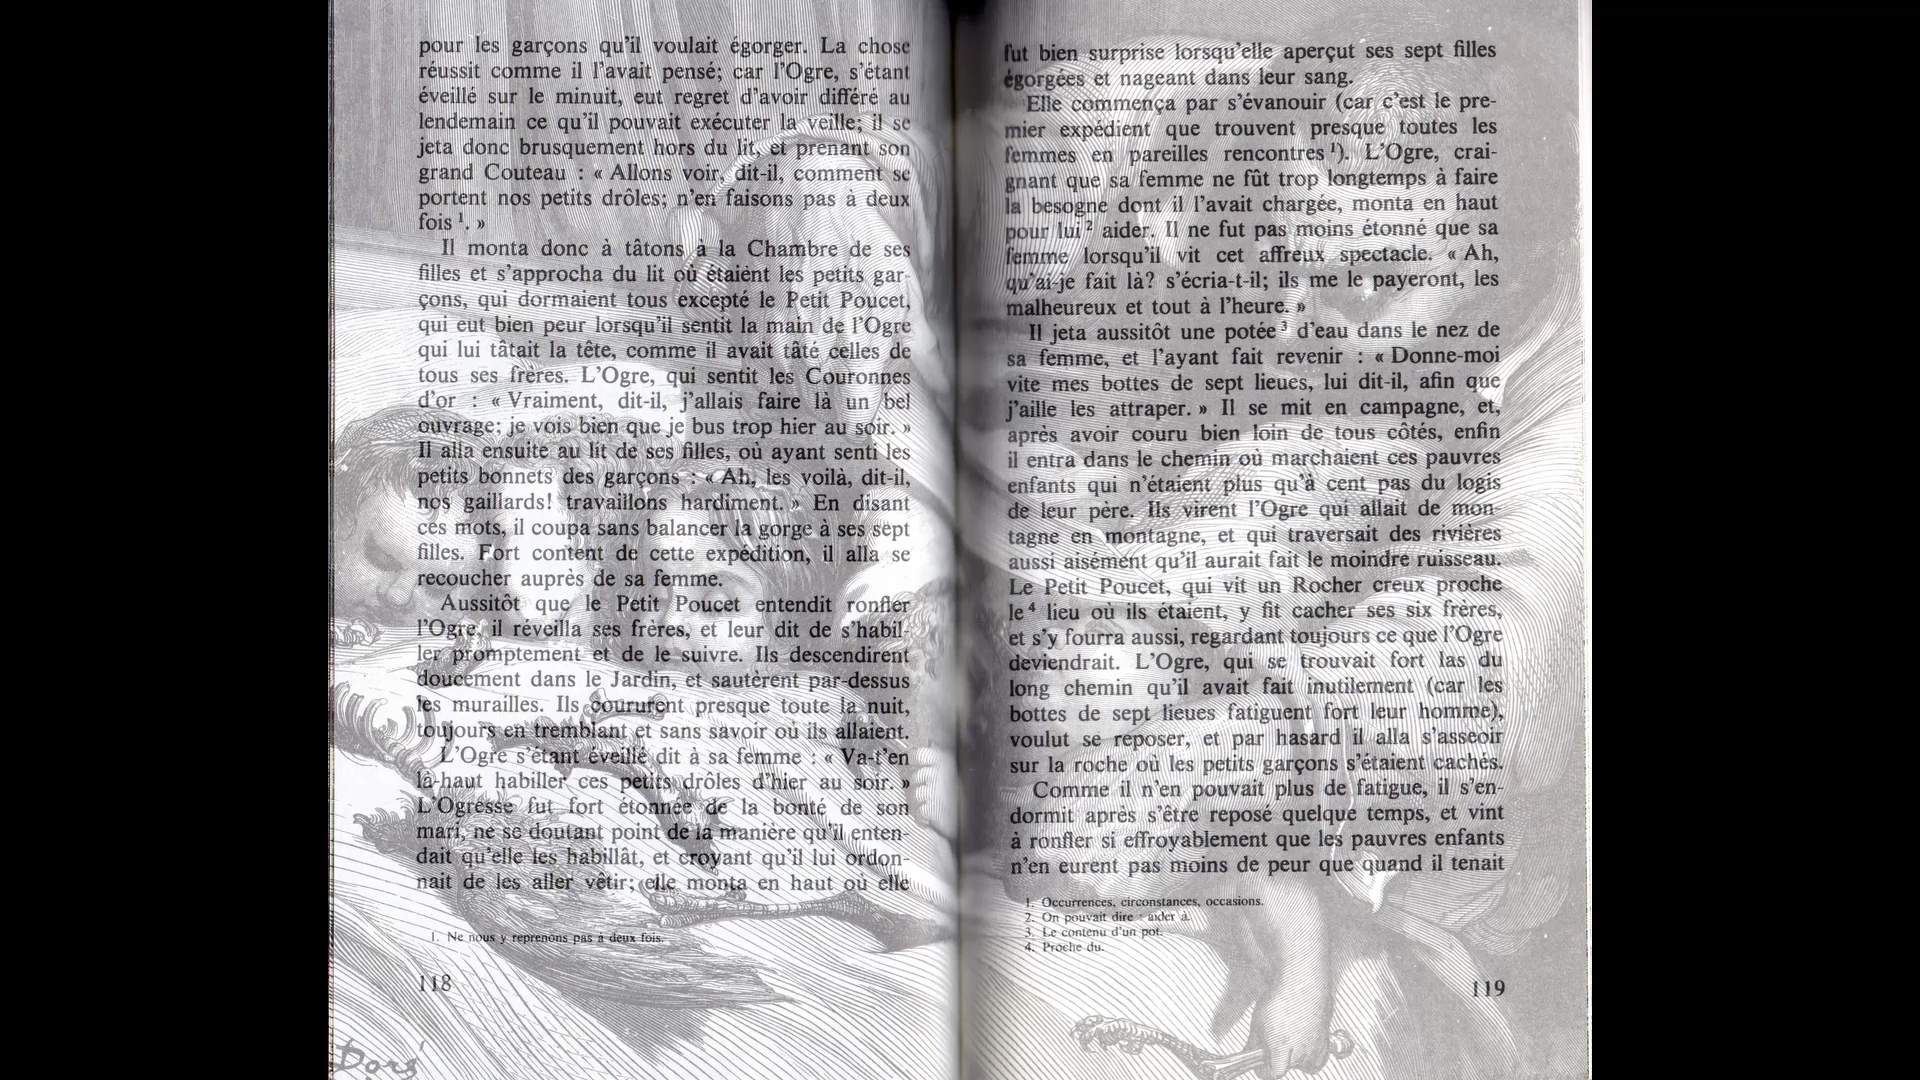 pour les garçons qu'il voulait égorger. La chose
réussit comme il l'avait pensé; car l'Ogre, s'étant
éveillé sur le minuit, eut regret d'avoir différé au
lendemain ce qu'il pouvait exécuter la veille; il se
jeta donc brusquement hors du lit, et prenant son
grand Couteau : « Allons voir, dit-il, comment se
portent nos petits drôles; n'en faisons pas à deux
fois ¹. »
Il monta donc à tâtons à la Chambre de ses
filles et s'approcha du lit où étaient les petits gar-
çons, qui dormaient tous excepté le Petit Poucet,
qui eut bien peur lorsqu'il sentit la main de l'Ogre
qui lui tâtait la tête, comme il avait tâté celles de
tous ses frères. L'Ogre, qui sentit les Couronnes
d'or : « Vraiment, dit-il, j'allais faire là un bel
ouvrage; je vois bien que je bus trop hier au soir. »
Il alla ensuite au lit de ses filles, où ayant senti les
petits bonnets des garçons : « Ah, les voilà, dit-il,
nos gaillards! travaillons hardiment. » En disant
ces mots, il coupa sans balancer la gorge à ses sept
filles. Fort content de cette expédition, il alla se
recoucher auprès de sa femme.
Aussitôt que le Petit Poucet entendit ronfler
l'Ogre, il réveilla ses frères, et leur dit de s'habil-
ler promptement et de le suivre. Ils descendirent
doucement dans le Jardin, et sautèrent par-dessus
les murailles. Ils coururent presque toute la nuit,
toujours en tremblant et sans savoir où ils allaient.
L'Ogre s'étant éveillé dit à sa femme : « Va-t'en
là-haut habiller ces petits drôles d'hier au soir. »
L'Ogresse fut fort étonnée de la bonté de son
mari, ne se doutant point de la manière qu'il enten-
dait qu'elle les habillât, et croyant qu'il lui ordon-
nait de les aller vêtir; elle monta en haut où elle
1. Ne nous y reprenons pas à deux fois.
118
Doré
fut bien surprise lorsqu'elle aperçut ses sept filles
égorgées et nageant dans leur sang.
Elle commença par s'évanouir (car c'est le pre-
mier expédient que trouvent presque toutes les
femmes en pareilles rencontres ¹). L'Ogre, crai-
gnant que sa femme ne fût trop longtemps à faire
la besogne dont il l'avait chargée, monta en haut
pour lui ² aider. Il ne fut pas moins étonné que sa
femme lorsqu'il vit cet affreux spectacle. « Ah,
qu'ai-je fait là? s'écria-t-il; ils me le payeront, les
malheureux et tout à l'heure. »
Il jeta aussitôt une potée ³ d'eau dans le nez de
sa femme, et l'ayant fait revenir : « Donne-moi
vite mes bottes de sept lieues, lui dit-il, afin que
j'aille les attraper. » Il se mit en campagne, et,
après avoir couru bien loin de tous côtés, enfin
il entra dans le chemin où marchaient ces pauvres
enfants qui n'étaient plus qu'à cent pas du logis
de leur père. Ils virent l'Ogre qui allait de mon-
tagne en montagne, et qui traversait des rivières
aussi aisément qu'il aurait fait le moindre ruisseau.
Le Petit Poucet, qui vit un Rocher creux proche
le ⁴ lieu où ils étaient, y fit cacher ses six frères,
et s'y fourra aussi, regardant toujours ce que l'Ogre
deviendrait. L'Ogre, qui se trouvait fort las du
long chemin qu'il avait fait inutilement (car les
bottes de sept lieues fatiguent fort leur homme),
voulut se reposer, et par hasard il alla s'asseoir
sur la roche où les petits garçons s'étaient cachés.
Comme il n'en pouvait plus de fatigue, il s'en-
dormit après s'être reposé quelque temps, et vint
à ronfler si effroyablement que les pauvres enfants
n'en eurent pas moins de peur que quand il tenait
1. Occurrences, circonstances, occasions.
2. On pouvait dire : aider à.
3. Le contenu d'un pot.
4. Proche du.
119